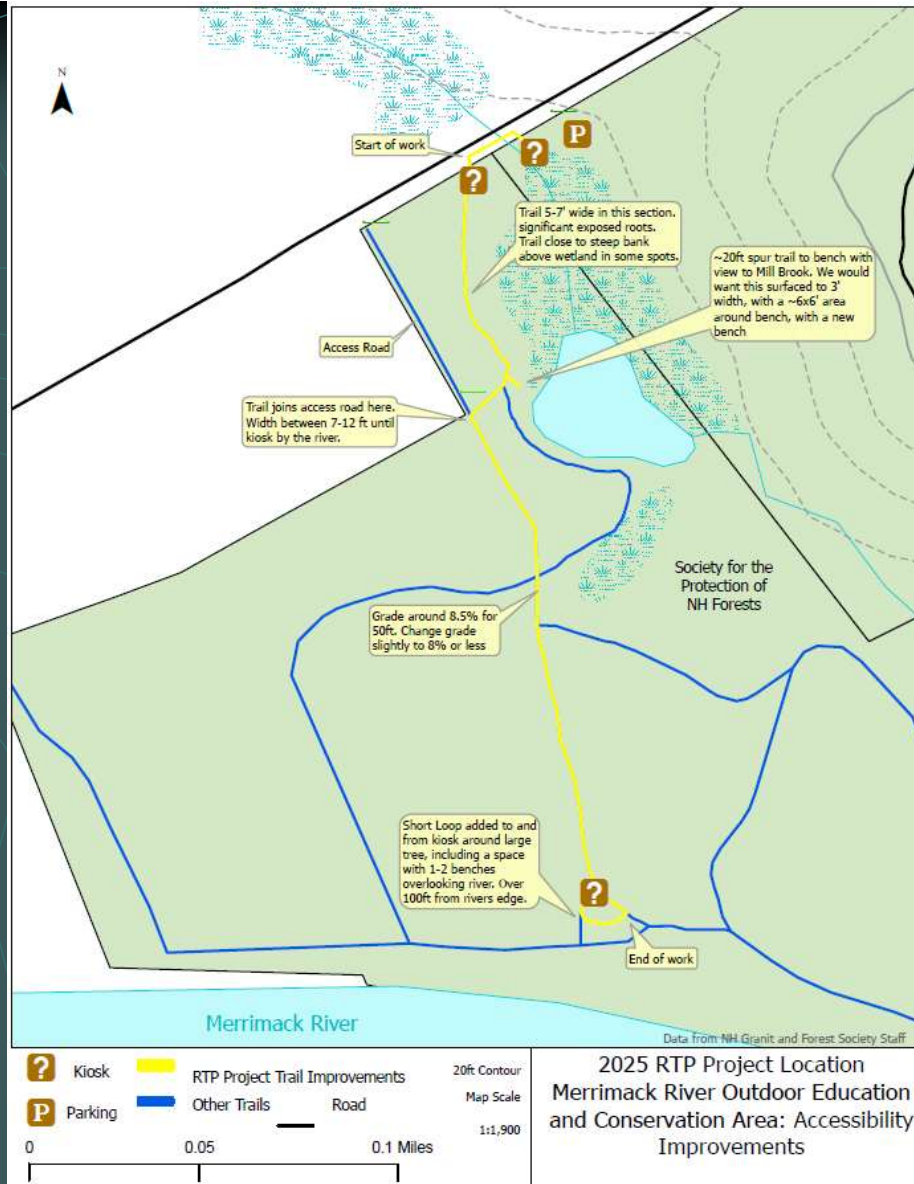 N
Start of work
P
?
?
Trail 5-7' wide in this section.
significant exposed roots.
Trail close to steep bank
above wetland in some spots.
~20ft spur trail to bench with
view to Mill Brook. We would
want this surfaced to 3'
width, with a ~6x6' area
around bench, with a new
bench
Access Road
Trail joins access road here.
Width between 7-12 ft until
kiosk by the river.
Society for the
Protection of
NH Forests
Grade around 8.5% for
50ft. Change grade
slightly to 8% or less
Short Loop added to and
from kiosk around large
tree, including a space
with 1-2 benches
overlooking river. Over
100ft from rivers edge.
?
End of work
Merrimack River
Data from NH Granit and Forest Society Staff
? Kiosk
P Parking
RTP Project Trail Improvements
Other Trails
Road
20ft Contour
Map Scale
1:1,900
0 0.05 0.1 Miles
2025 RTP Project Location
Merrimack River Outdoor Education
and Conservation Area: Accessibility
Improvements